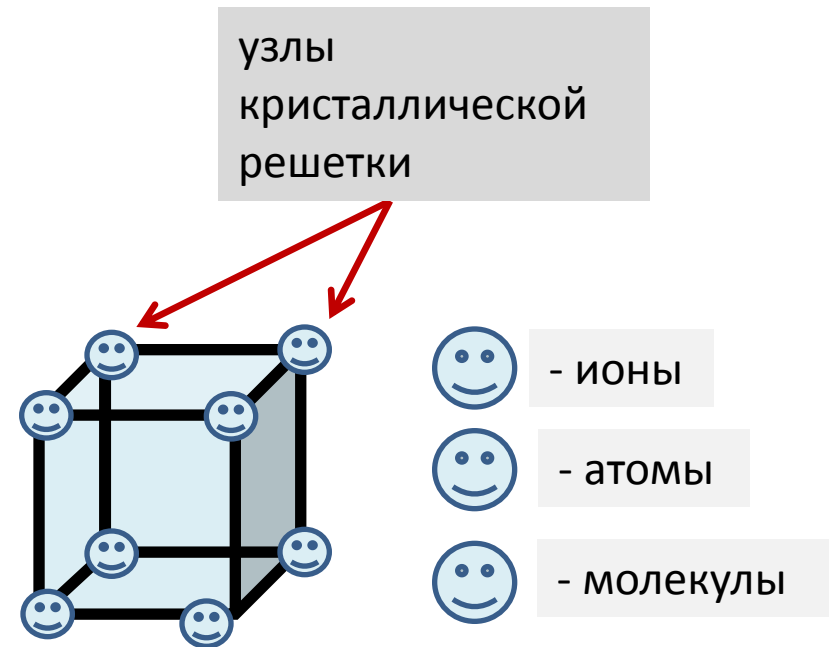 узлы
кристаллической
решетки
- ионы
- атомы
- молекулы